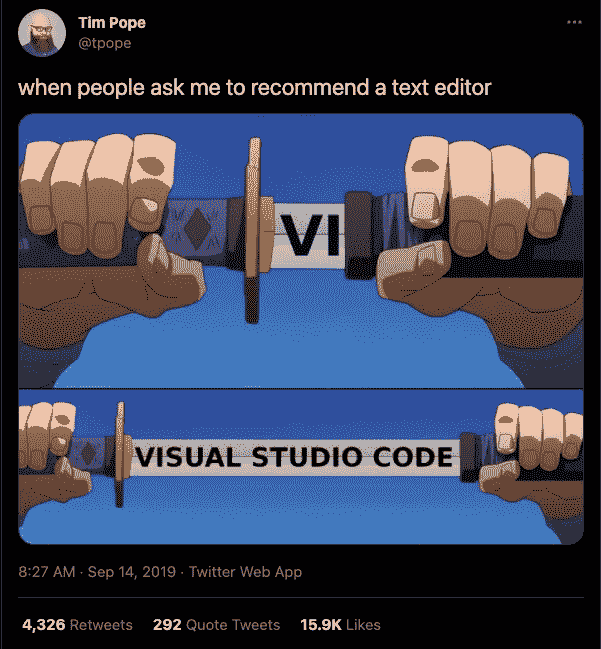 Tim Pope
@tpope
when people ask me to recommend a text editor
VI
VISUAL STUDIO CODE
8:27 AM · Sep 14, 2019 · Twitter Web App
4,326 Retweets 292 Quote Tweets 15.9K Likes